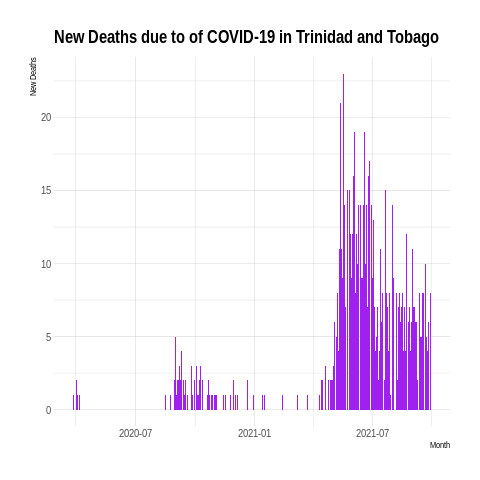 New Deaths due to of COVID-19 in Trinidad and Tobago
New Deaths
20
15
10
5
0
2020-07 2021-01 2021-07
Month